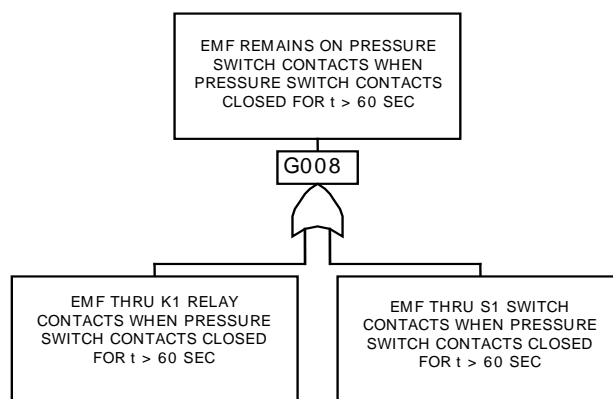 EMF REMAINS ON PRESSURE
SWITCH CONTACTS WHEN
PRESSURE SWITCH CONTACTS
CLOSED FOR t > 60 SEC
G008
EMF THRU K1 RELAY
CONTACTS WHEN PRESSURE
SWITCH CONTACTS CLOSED
FOR t > 60 SEC
EMF THRU S1 SWITCH
CONTACTS WHEN PRESSURE
SWITCH CONTACTS CLOSED
FOR t > 60 SEC